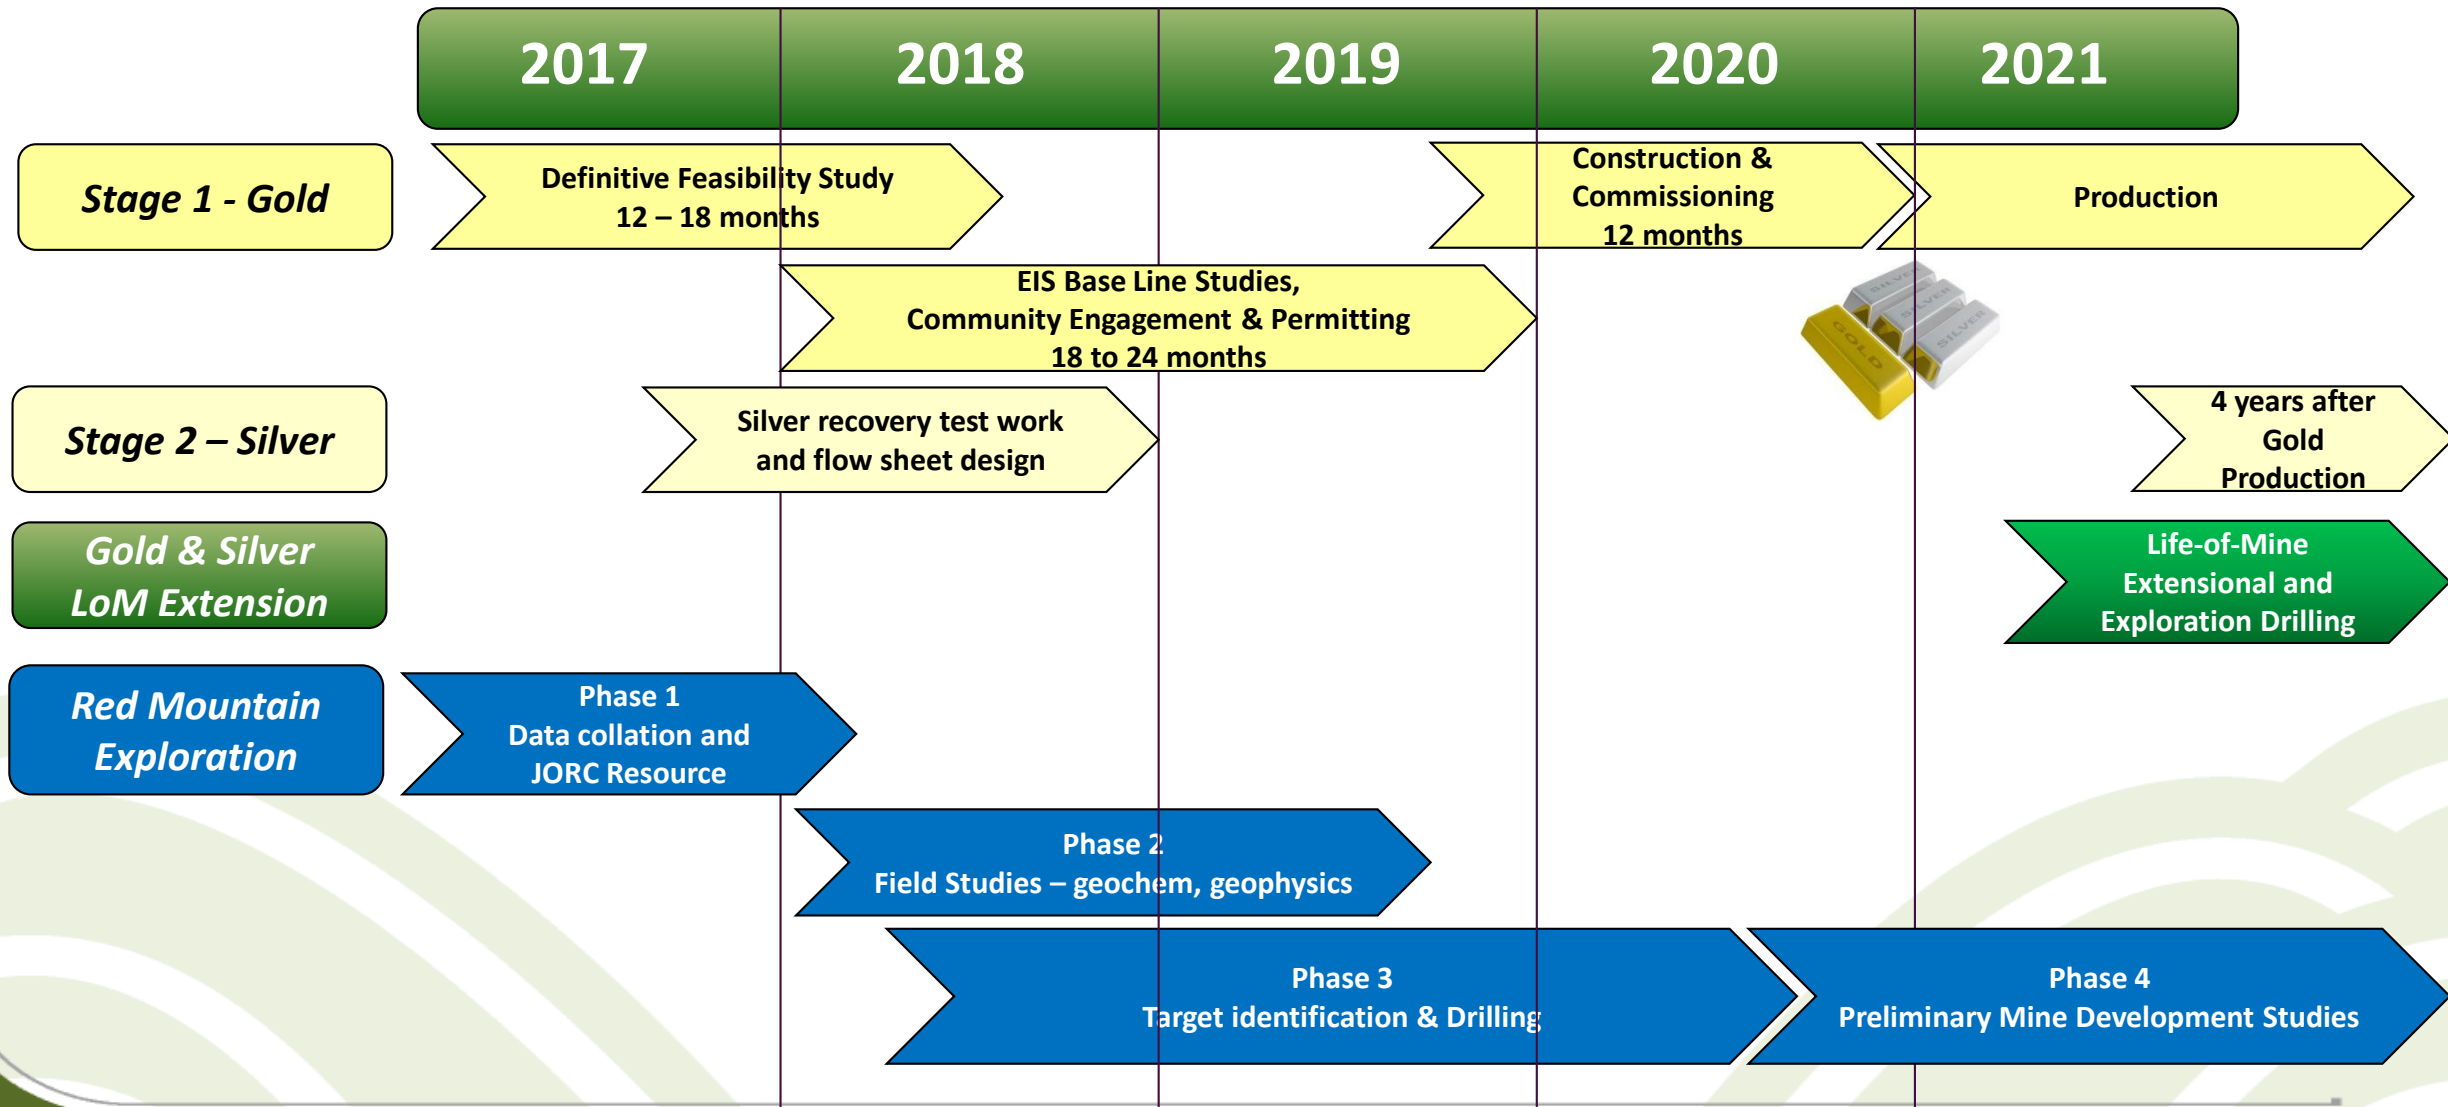 2017 2018 2019 2020 2021
Stage 1 - Gold
Definitive Feasibility Study
12 – 18 months
Construction &
Commissioning
12 months
Production
EIS Base Line Studies,
Community Engagement & Permitting
18 to 24 months
SILVER
SILVER
SILVER
GOLD
Stage 2 – Silver
Silver recovery test work
and flow sheet design
4 years after
Gold
Production
Gold & Silver
LoM Extension
Life-of-Mine
Extensional and
Exploration Drilling
Red Mountain
Exploration
Phase 1
Data collation and
JORC Resource
Phase 2
Field Studies – geochem, geophysics
Phase 3
Target identification & Drilling
Phase 4
Preliminary Mine Development Studies